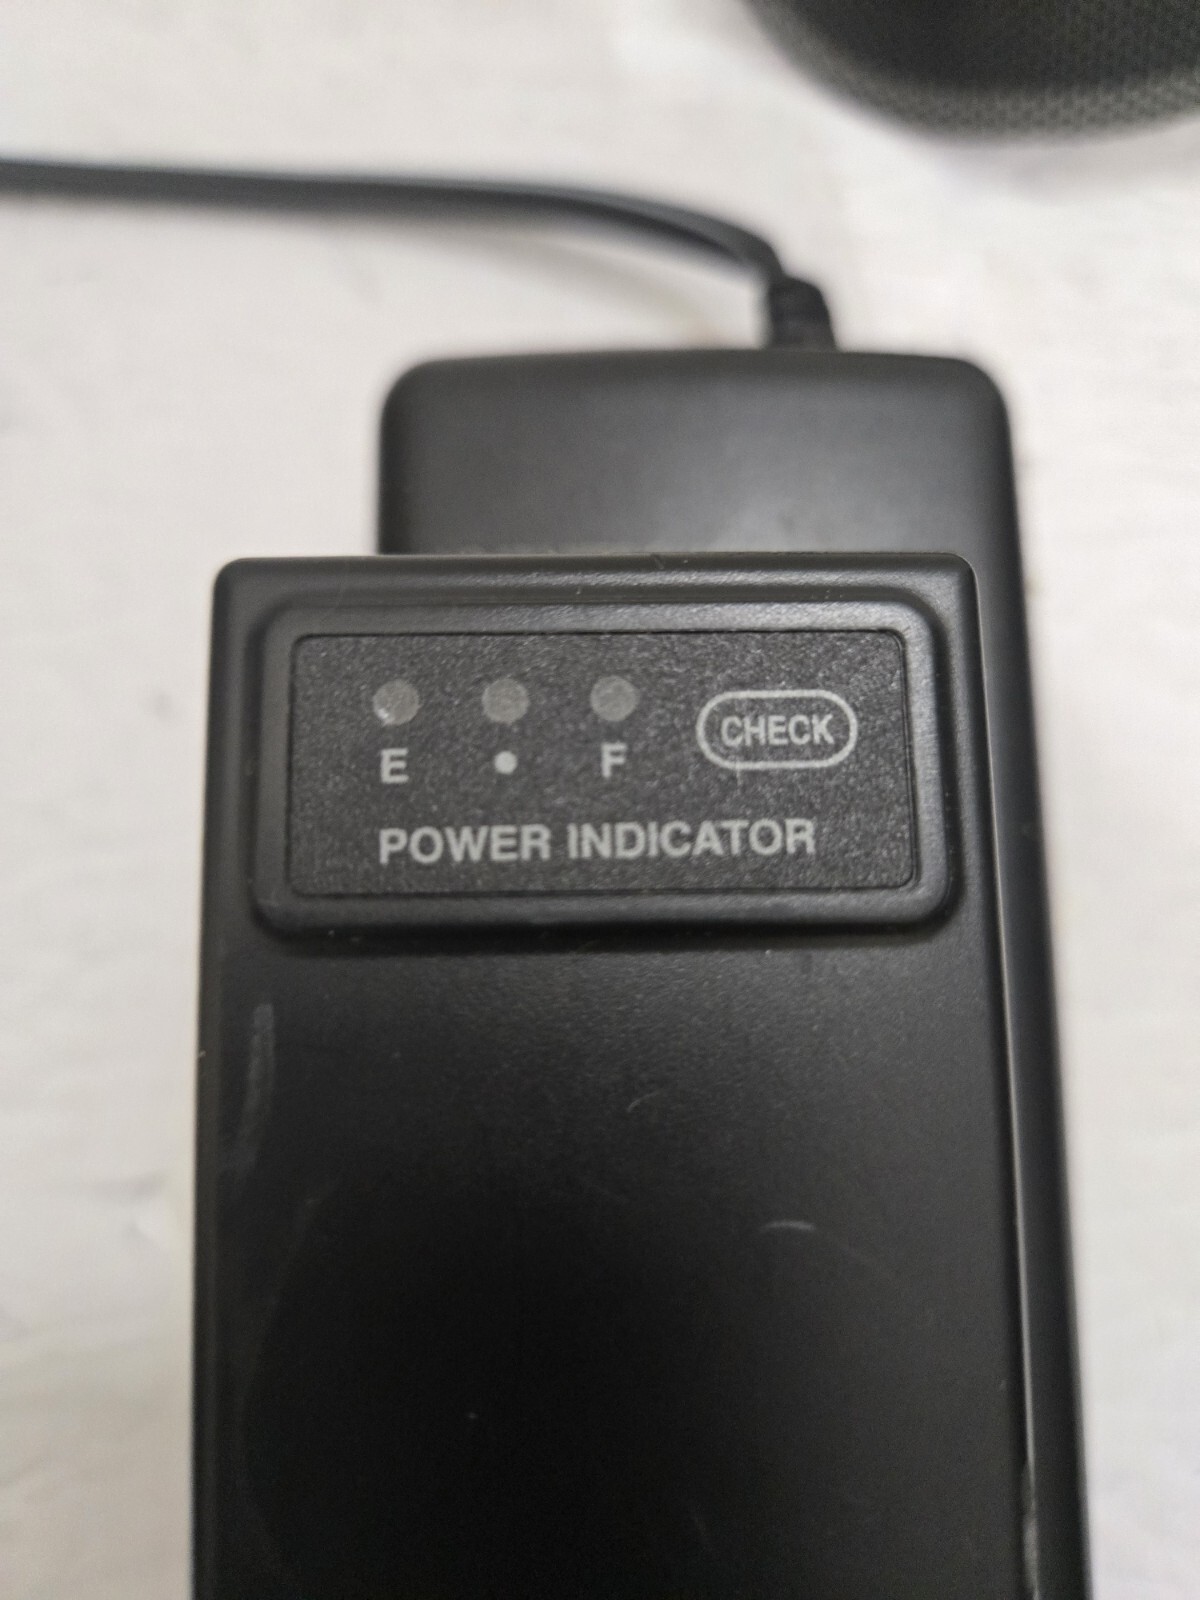 E • F CHECK
POWER INDICATOR